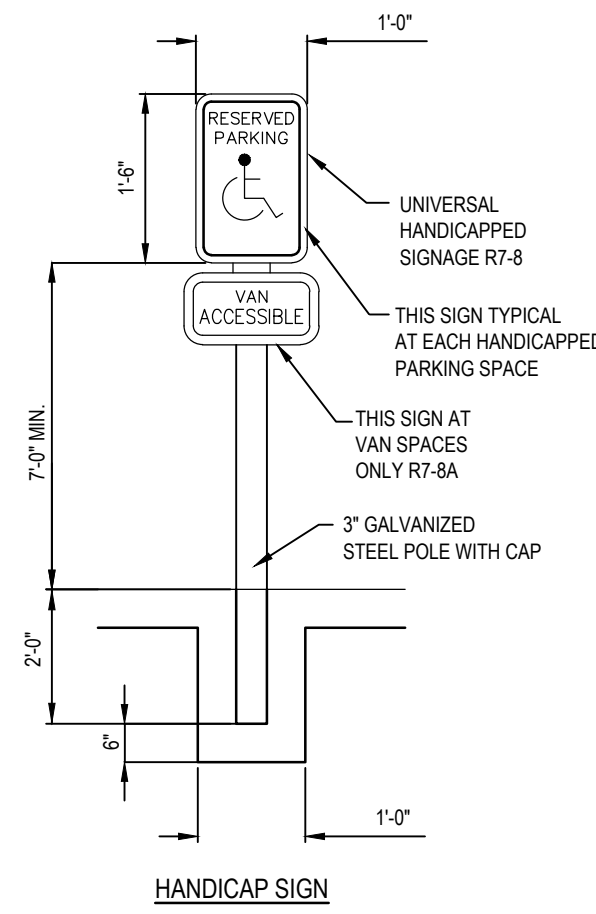 1'-0"
RESERVED
PARKING
1'-6"
UNIVERSAL
HANDICAPPED
SIGNAGE R7-8
VAN
ACCESSIBLE
THIS SIGN TYPICAL
AT EACH HANDICAPPED
PARKING SPACE
THIS SIGN AT
VAN SPACES
ONLY R7-8A
7'-0" MIN.
3" GALVANIZED
STEEL POLE WITH CAP
2'-0"
6"
1'-0"
HANDICAP SIGN